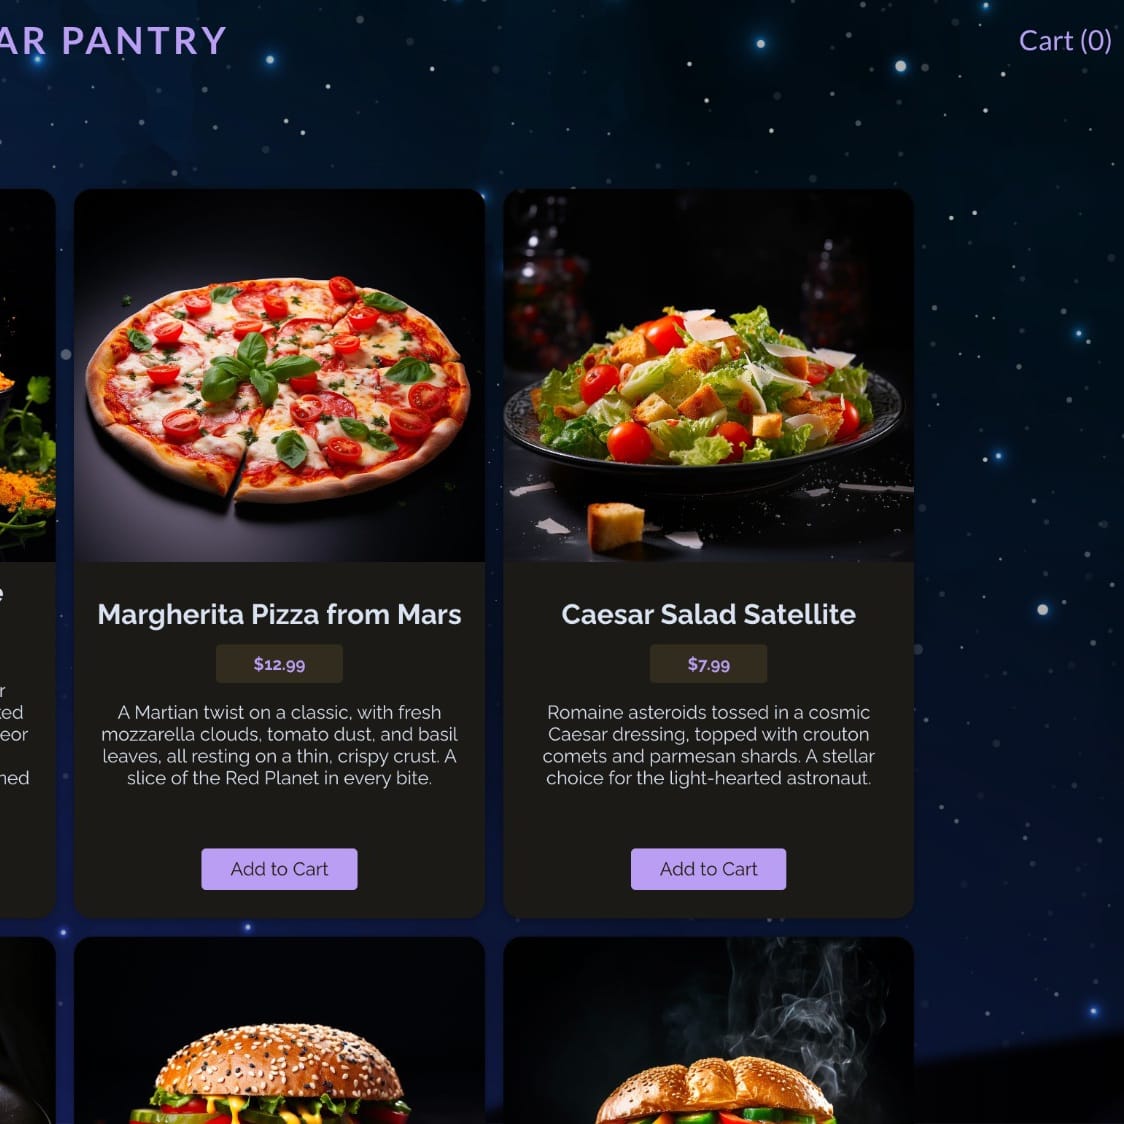 AR PANTRY
Cart (0)
Margherita Pizza from Mars
$12.99
A Martian twist on a classic, with fresh
mozzarella clouds, tomato dust, and basil
leaves, all resting on a thin, crispy crust. A
slice of the Red Planet in every bite.
Add to Cart
Caesar Salad Satellite
$7.99
Romaine asteroids tossed in a cosmic
Caesar dressing, topped with crouton
comets and parmesan shards. A stellar
choice for the light-hearted astronaut.
Add to Cart